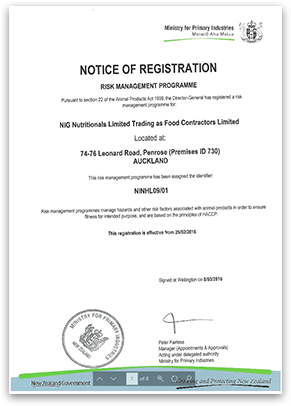 Ministry for Primary Industries
Manatū Ahu Matua
NOTICE OF REGISTRATION
RISK MANAGEMENT PROGRAMME
Pursuant to section 22 of the Animal Products Act 1999, the Director-General has registered a risk
management programme for:
NIG Nutritionals Limited Trading as Food Contractors Limited
Located at:
74-76 Leonard Road, Penrose (Premises ID 730)
AUCKLAND
This risk management programme has been assigned the identifier:
NINHL09/01
Risk management programmes manage hazards and other risk factors associated with animal products in order to ensure
fitness for intended purpose, and are based on the principles of HACCP.
This registration is effective from 29/02/2016
Signed at Wellington on 8/03/2016
MINISTRY FOR PRIMARY INDUSTRIES
Peter Fairless
Manager (Appointments & Approvals)
Acting under delegated authority
Ministry for Primary Industries
New Zealand Government
1 of 8
and Protecting New Zealand